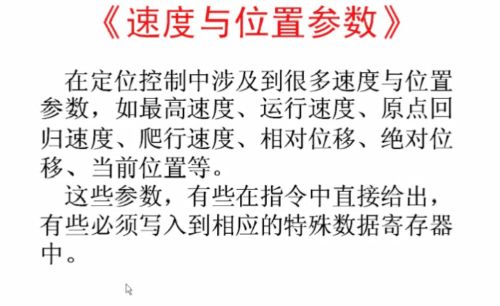 《速度与位置参数》
在定位控制中涉及到很多速度与位置
参数，如最高速度、运行速度、原点回
归速度、爬行速度、相对位移、绝对位
移、当前位置等。
这些参数，有些在指令中直接给出，
有些必须写入到相应的特殊数据寄存器
中。